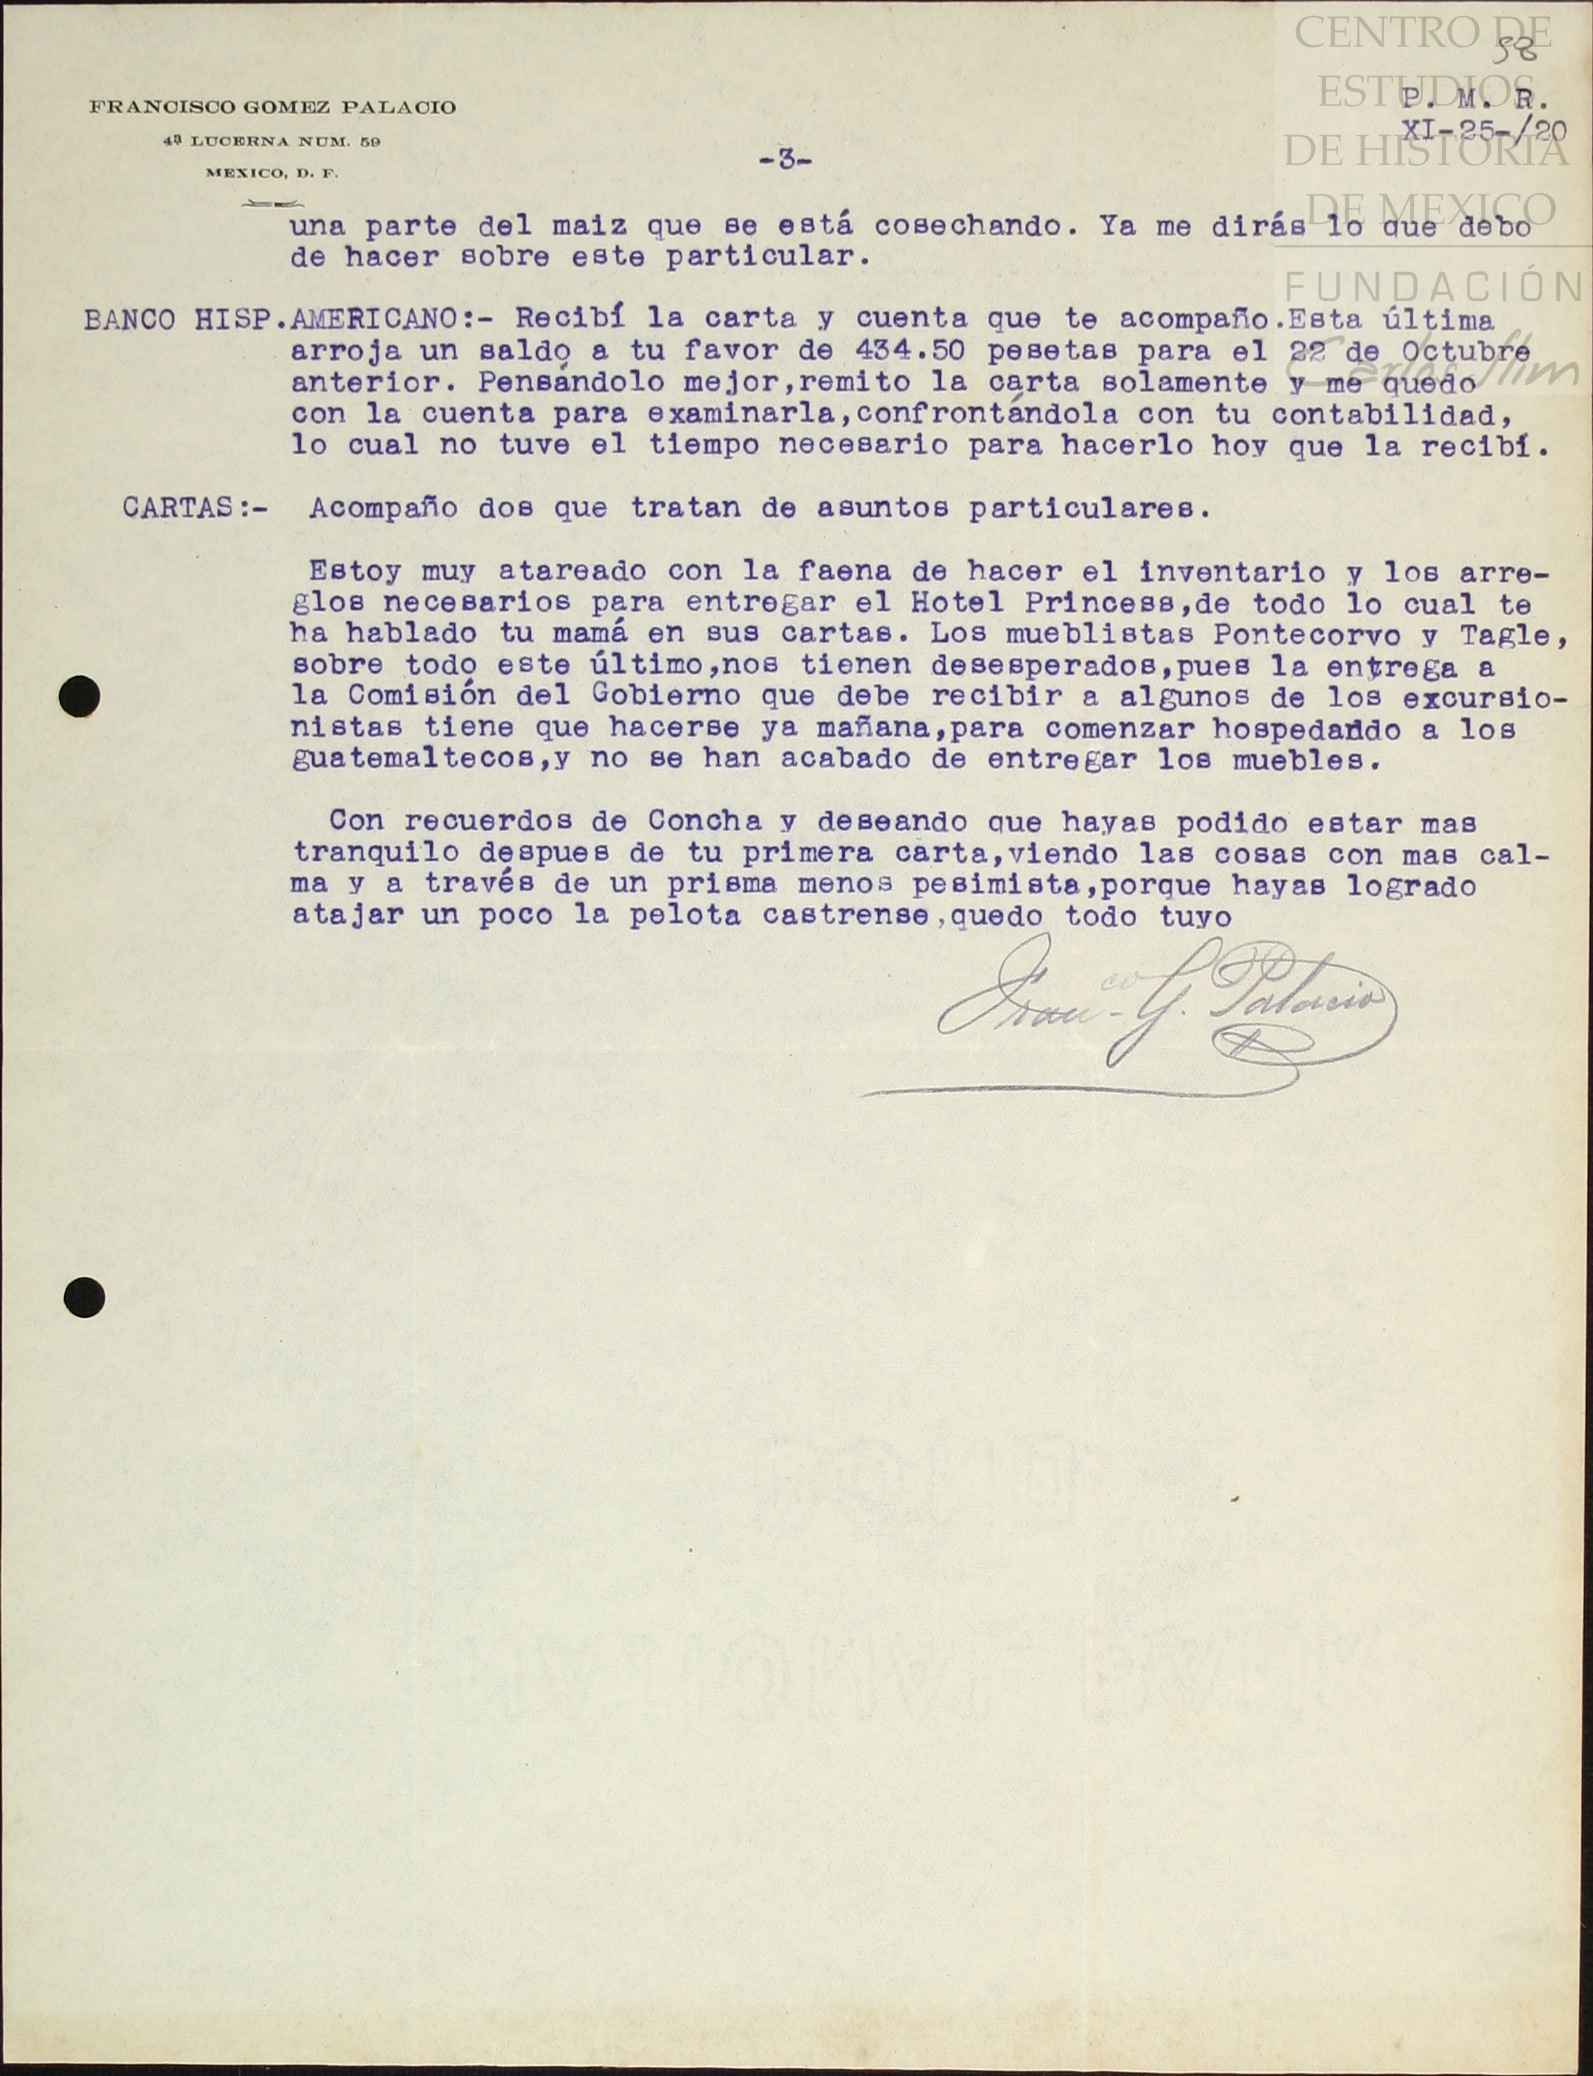 CENTRO DE
58
ESTUDIOS
DE HISTORIA
DE MEXICO
FUNDACIÓN
Carlos Slim
FRANCISCO GOMEZ PALACIO
4ª LUCERNA NUM. 59
MEXICO, D. F.
P. M. R.
XI-25-/20
-3-
una parte del maiz que se está cosechando. Ya me dirás lo que debo
de hacer sobre este particular.
BANCO HISP.AMERICANO:- Recibí la carta y cuenta que te acompaño.Esta última
arroja un saldo a tu favor de 434.50 pesetas para el 22 de Octubre
anterior. Pensándolo mejor,remito la carta solamente y me quedo
con la cuenta para examinarla,confrontándola con tu contabilidad,
lo cual no tuve el tiempo necesario para hacerlo hoy que la recibí.
CARTAS:- Acompaño dos que tratan de asuntos particulares.
Estoy muy atareado con la faena de hacer el inventario y los arre-
glos necesarios para entregar el Hotel Princess,de todo lo cual te
ha hablado tu mamá en sus cartas. Los mueblistas Pontecorvo y Tagle,
sobre todo este último,nos tienen desesperados,pues la entrega a
la Comisión del Gobierno que debe recibir a algunos de los excursio-
nistas tiene que hacerse ya mañana,para comenzar hospedando a los
guatemaltecos,y no se han acabado de entregar los muebles.
Con recuerdos de Concha y deseando que hayas podido estar mas
tranquilo despues de tu primera carta,viendo las cosas con mas cal-
ma y a través de un prisma menos pesimista,porque hayas logrado
atajar un poco la pelota castrense,quedo todo tuyo
Franco G. Palacio